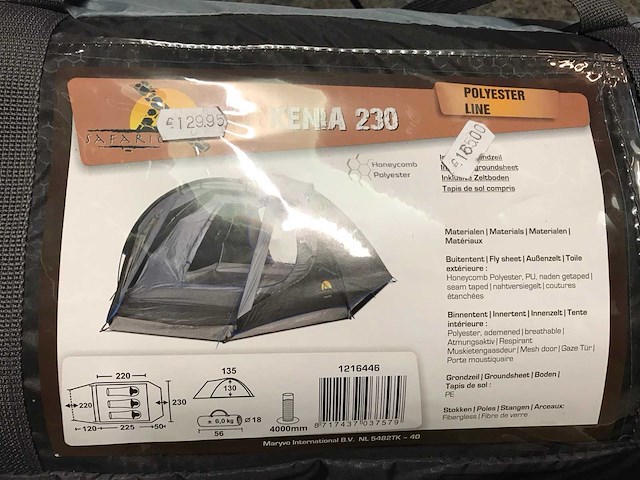 POLYESTER
LINE
£129.95
KENIA 230
SAFARICA
£165.00
Honeycomb
Polyester
groundsheet
Zeltboden
Tapis de sol compris
Materialen | Materials | Materialen |
Matériaux
Buitentent | Fly sheet | Außenzelt | Toile
extérieure :
Honeycomb Polyester, PU, naden getaped |
seam taped | nahtversiegelt | coutures
étanchées
Binnentent | Innertent | Innenzelt | Tente
intérieure :
Polyester, ademened | breathable |
Atmungsaktiv | Respirant
Muskietengaasdeur | Mesh door | Gaze Tür |
Porte moustiquaire
Grondzeil | Groundsheet | Boden |
Tapis de sol :
PE
Stokken | Poles | Stangen | Arceaux:
Fiberglass | Fibre de verre
220
220
230
120 225 50
135
130
6,0 kg
Ø 18
56
4000mm
1216446
8 717437 037579
Maryvo International B.V. NL 5482TK - 40